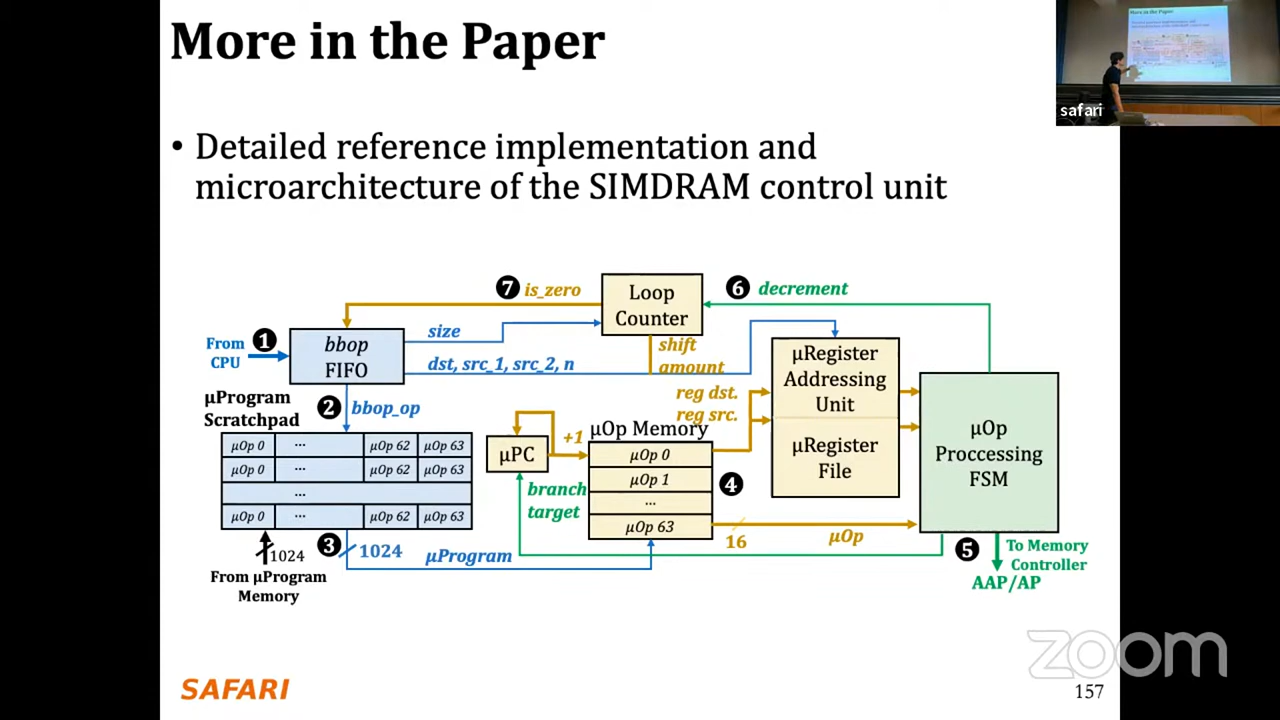 More in the Paper
safari
• Detailed reference implementation and
microarchitecture of the SIMDRAM control unit
7 is_zero
Loop
Counter
6 decrement
From
CPU
1
bbop
FIFO
size
dst, src_1, src_2, n
shift
amount
μRegister
Addressing
Unit
μRegister
File
μProgram
Scratchpad
2 bbop_op
reg dst.
reg src.
μOp
Proccessing
FSM
μOp 0 ... μOp 62 μOp 63
μOp 0 ... μOp 62 μOp 63
...
μOp 0 ... μOp 62 μOp 63
μPC
+1
μOp Memory
μOp 0
μOp 1
...
μOp 63
4
branch
target
16
μOp
1024
From μProgram
Memory
3 1024
μProgram
5
To Memory
Controller
AAP/AP
zoom
SAFARI
157